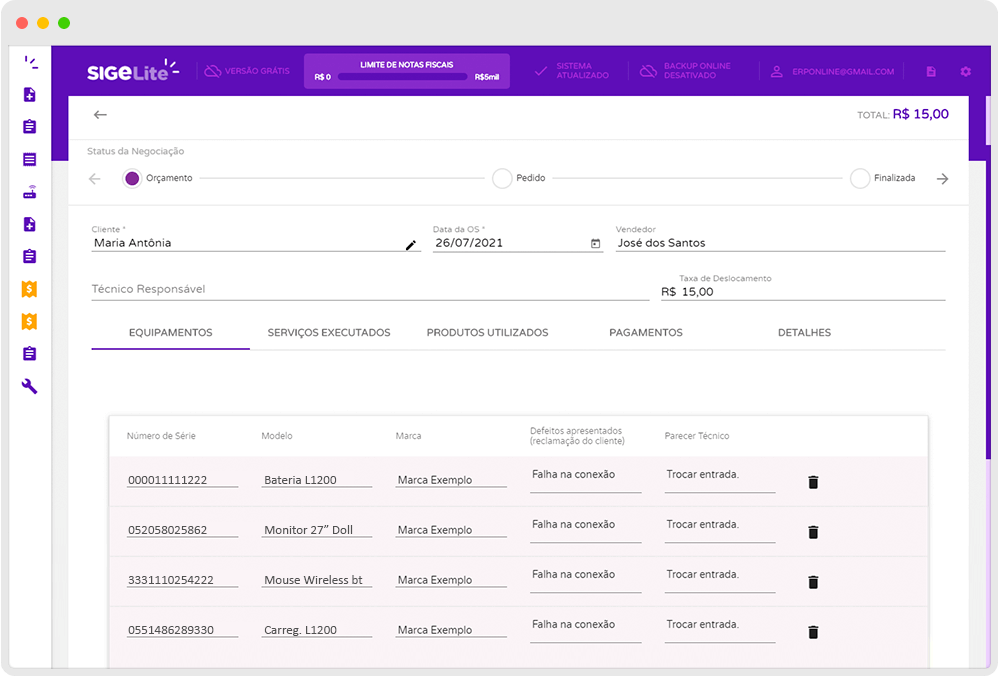 SIGELite
VERSÃO GRÁTIS
LIMITE DE NOTAS FISCAIS
R$ 0
R$5mil
SISTEMA
ATUALIZADO
BACKUP ONLINE
DESATIVADO
ERPONLINE@GMAIL.COM
TOTAL: R$ 15,00
Status da Negociação
Orçamento
Pedido
Finalizada
Cliente *
Maria Antônia
Data da OS *
26/07/2021
Vendedor
José dos Santos
Técnico Responsável
Taxa de Deslocamento
R$ 15,00
EQUIPAMENTOS
SERVIÇOS EXECUTADOS
PRODUTOS UTILIZADOS
PAGAMENTOS
DETALHES
Número de Série
Modelo
Marca
Defeitos apresentados
(reclamação do cliente)
Parecer Técnico
000011111222
Bateria L1200
Marca Exemplo
Falha na conexão
Trocar entrada.
052058025862
Monitor 27” Doll
Marca Exemplo
Falha na conexão
Trocar entrada.
3331110254222
Mouse Wireless bt
Marca Exemplo
Falha na conexão
Trocar entrada.
0551486289330
Carreg. L1200
Marca Exemplo
Falha na conexão
Trocar entrada.